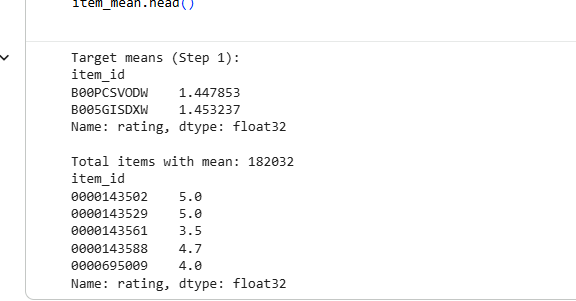 item_mean.head()
Target means (Step 1):
item_id
B00PCSVODW    1.447853
B005GISDXW    1.453237
Name: rating, dtype: float32
Total items with mean: 182032
item_id
0000143502    5.0
0000143529    5.0
0000143561    3.5
0000143588    4.7
0000695009    4.0
Name: rating, dtype: float32